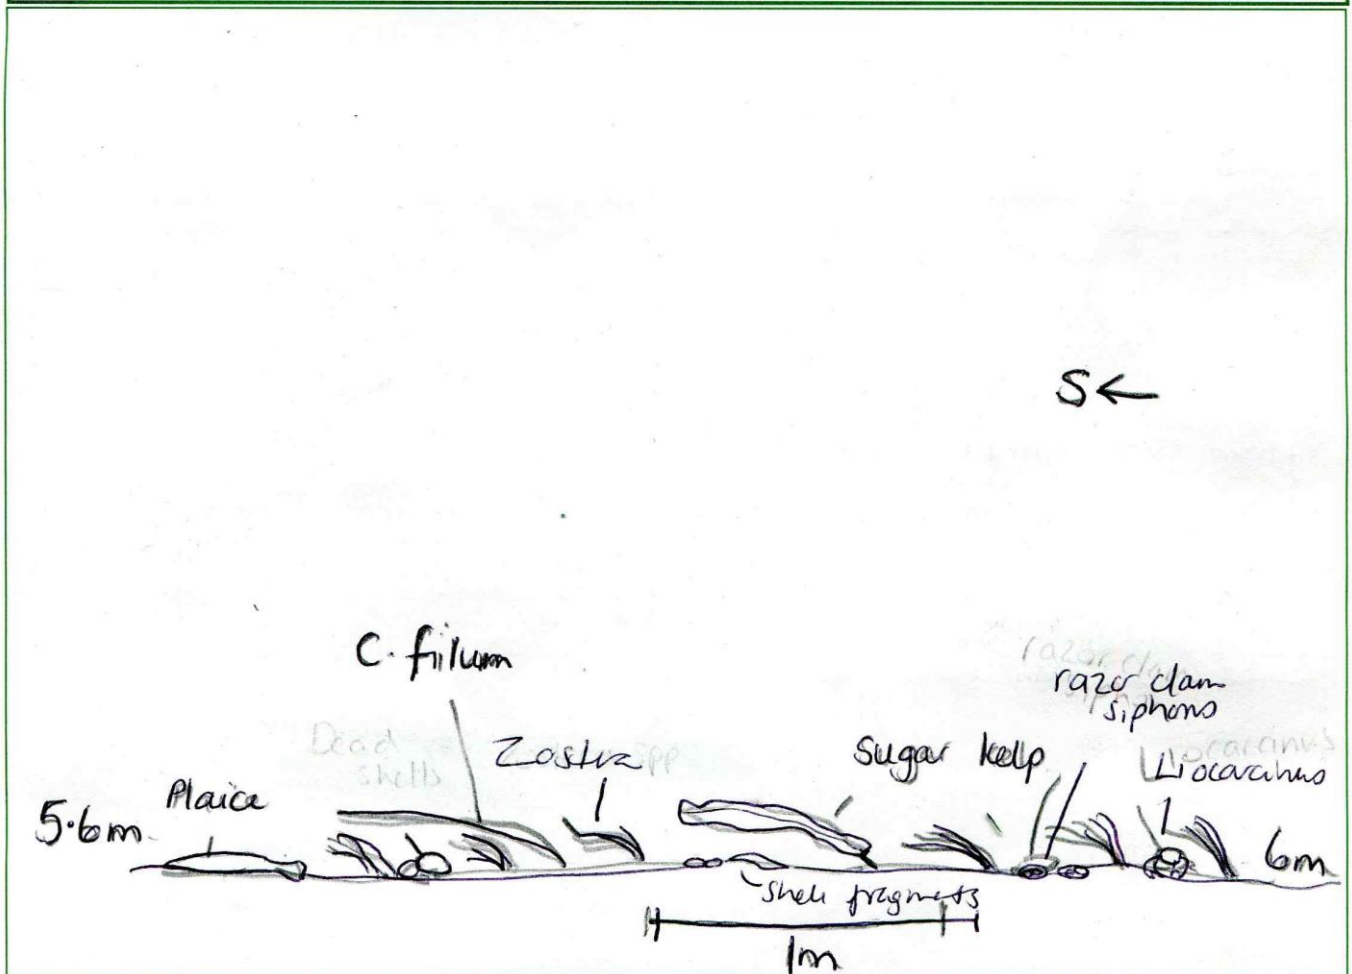 S ←
C. filum
razor clam
siphons
razor clam
siphons
Dead
shells
Zostra spp
Sugar kelp
Liocarcinus
Liocarcinus
Plaice
5.6m
6m
shell fragments
1m